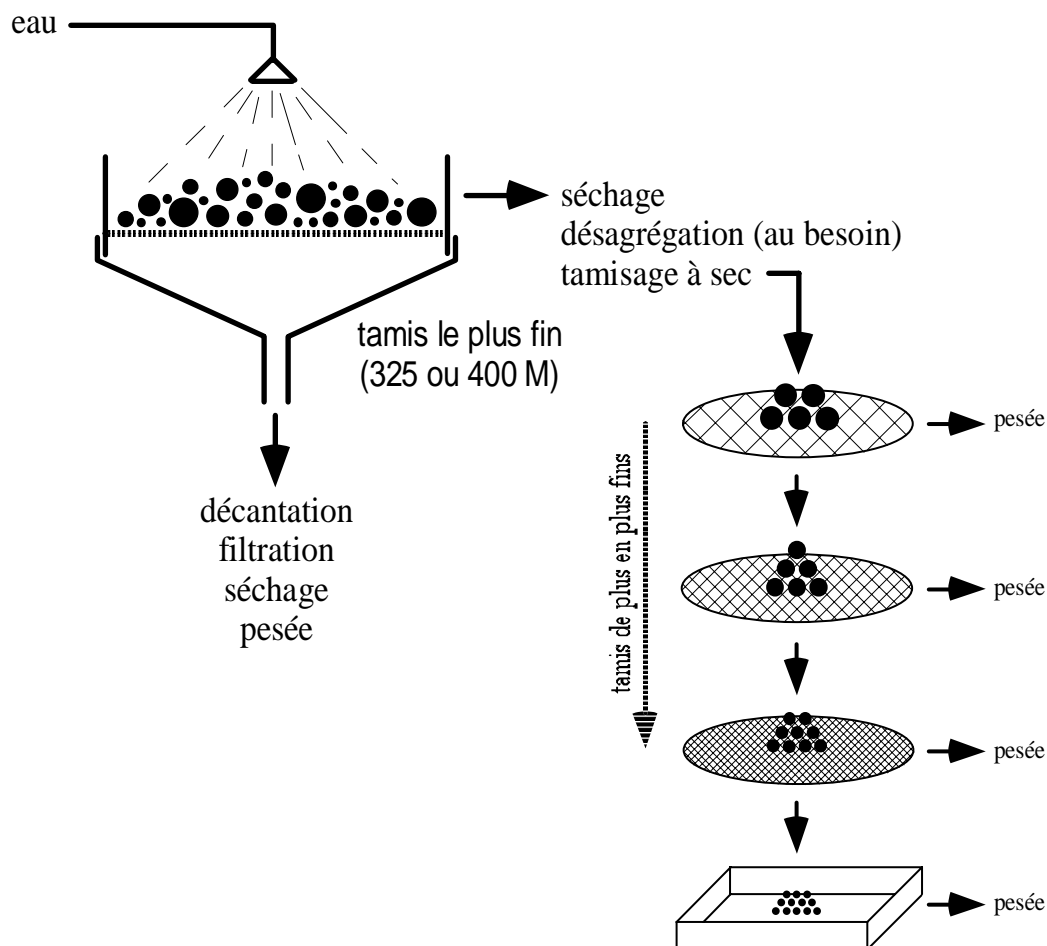 eau
séchage
désagrégation (au besoin)
tamisage à sec
tamis le plus fin
(325 ou 400 M)
décantation
filtration
séchage
pesée
tamis de plus en plus fins
pesée
pesée
pesée
pesée